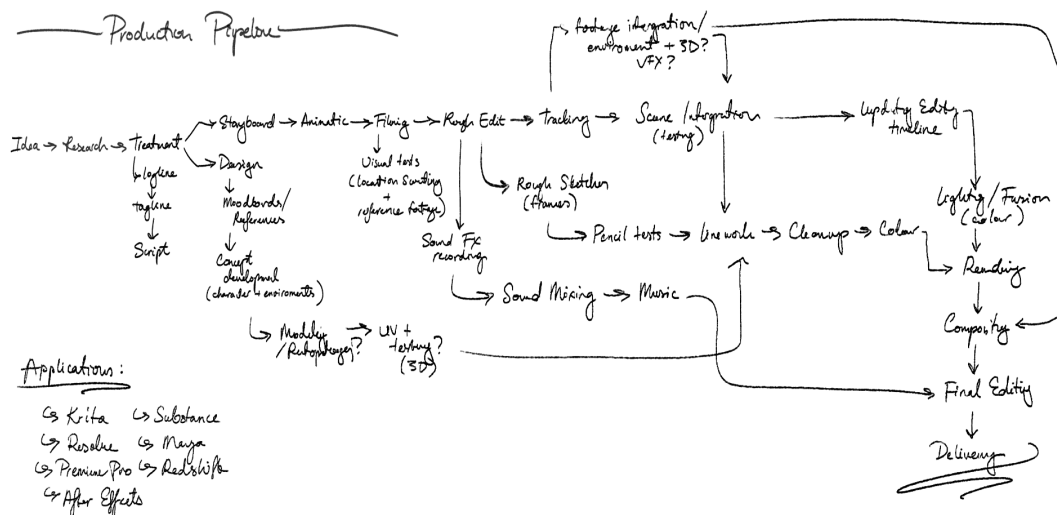 Production Pipeline
footage integration/
enviroment + 3D?
VFX?
Storyboard → Animatic → Filming → Rough Edit → Tracking → Scene Integration
(testing)
Updating Editing
timeline
Idea → Research → Treatment
logline
tagline
Script
Design
Moodboards/
References
Concept
development
(character + enviroments)
Visual tests
(location scouting
+
reference footage)
Rough Sketches
(frames)
Sound FX
recording
Pencil tests → Linework → Cleanup → Colour
Lighting/Fusion
(colour)
Rendering
Sound Mixing → Music
Compositing
Modeling
/Retopology? → UV +
texturing?
(3D)
Final Editing
Delivery
Applications:
↪ Krita ↪ Substance
↪ Resolve ↪ Maya
↪ Premiere Pro ↪ Redshift
↪ After Effects